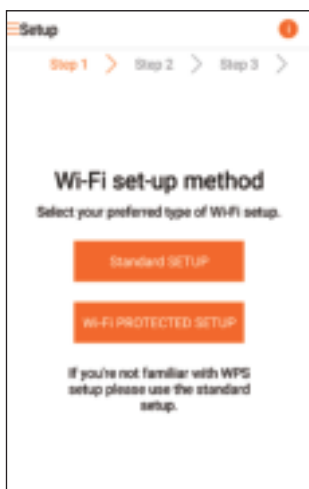 Setup
Step 1 > Step 2 > Step 3 >
Wi-Fi set-up method
Select your preferred type of Wi-Fi setup.
Standard SETUP
WI-FI PROTECTED SETUP
If you're not familiar with WPS
setup please use the standard
setup.